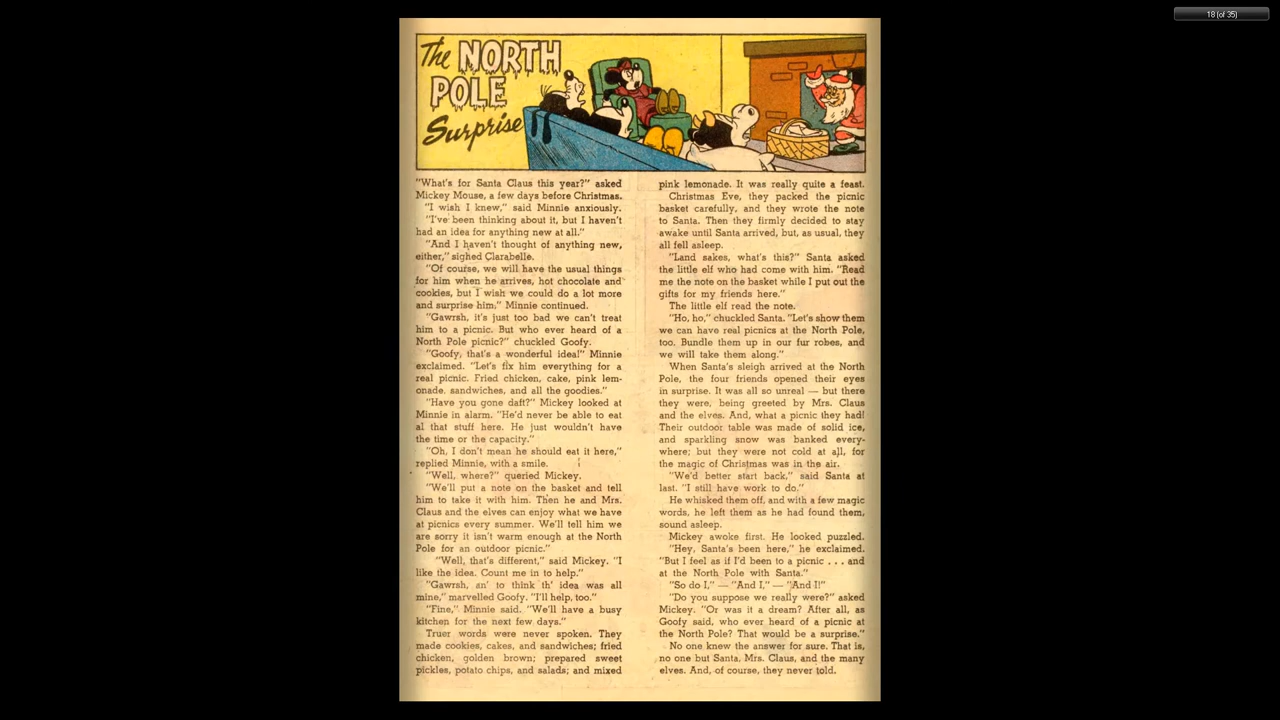 18 (of 35)
The NORTH
POLE
Surprise
"What's for Santa Claus this year?" asked
Mickey Mouse, a few days before Christmas.
"I wish I knew," said Minnie anxiously.
"I've been thinking about it, but I haven't
had an idea for anything new at all."
"And I haven't thought of anything new,
either," sighed Clarabelle.
"Of course, we will have the usual things
for him when he arrives, hot chocolate and
cookies, but I wish we could do a lot more
and surprise him," Minnie continued.
"Gawrsh, it's just too bad we can't treat
him to a picnic. But who ever heard of a
North Pole picnic?" chuckled Goofy.
"Goofy, that's a wonderful idea!" Minnie
exclaimed. "Let's fix him everything for a
real picnic. Fried chicken, cake, pink lem-
onade, sandwiches, and all the goodies."
"Have you gone daft?" Mickey looked at
Minnie in alarm. "He'd never be able to eat
al that stuff here. He just wouldn't have
the time or the capacity."
"Oh, I don't mean he should eat it here,"
replied Minnie, with a smile.
"Well, where?" queried Mickey.
"We'll put a note on the basket and tell
him to take it with him. Then he and Mrs.
Claus and the elves can enjoy what we have
at picnics every summer. We'll tell him we
are sorry it isn't warm enough at the North
Pole for an outdoor picnic."
"Well, that's different," said Mickey. "I
like the idea. Count me in to help."
"Gawrsh, an' to think th' idea was all
mine," marvelled Goofy. "I'll help, too."
"Fine," Minnie said. "We'll have a busy
kitchen for the next few days."
Truer words were never spoken. They
made cookies, cakes, and sandwiches; fried
chicken, golden brown; prepared sweet
pickles, potato chips, and salads; and mixed
pink lemonade. It was really quite a feast.
Christmas Eve, they packed the picnic
basket carefully, and they wrote the note
to Santa. Then they firmly decided to stay
awake until Santa arrived, but, as usual, they
all fell asleep.
"Land sakes, what's this?" Santa asked
the little elf who had come with him. "Read
me the note on the basket while I put out the
gifts for my friends here."
The little elf read the note.
"Ho, ho," chuckled Santa. "Let's show them
we can have real picnics at the North Pole,
too. Bundle them up in our fur robes, and
we will take them along."
When Santa's sleigh arrived at the North
Pole, the four friends opened their eyes
in surprise. It was all so unreal — but there
they were, being greeted by Mrs. Claus
and the elves. And, what a picnic they had!
Their outdoor table was made of solid ice,
and sparkling snow was banked every-
where; but they were not cold at all, for
the magic of Christmas was in the air.
"We'd better start back," said Santa at
last. "I still have work to do."
He whisked them off, and with a few magic
words, he left them as he had found them,
sound asleep.
Mickey awoke first. He looked puzzled.
"Hey, Santa's been here," he exclaimed.
"But I feel as if I'd been to a picnic . . . and
at the North Pole with Santa."
"So do I," — "And I," — "And I!"
"Do you suppose we really were?" asked
Mickey. "Or was it a dream? After all, as
Goofy said, who ever heard of a picnic at
the North Pole? That would be a surprise."
No one knew the answer for sure. That is,
no one but Santa, Mrs. Claus, and the many
elves. And, of course, they never told.